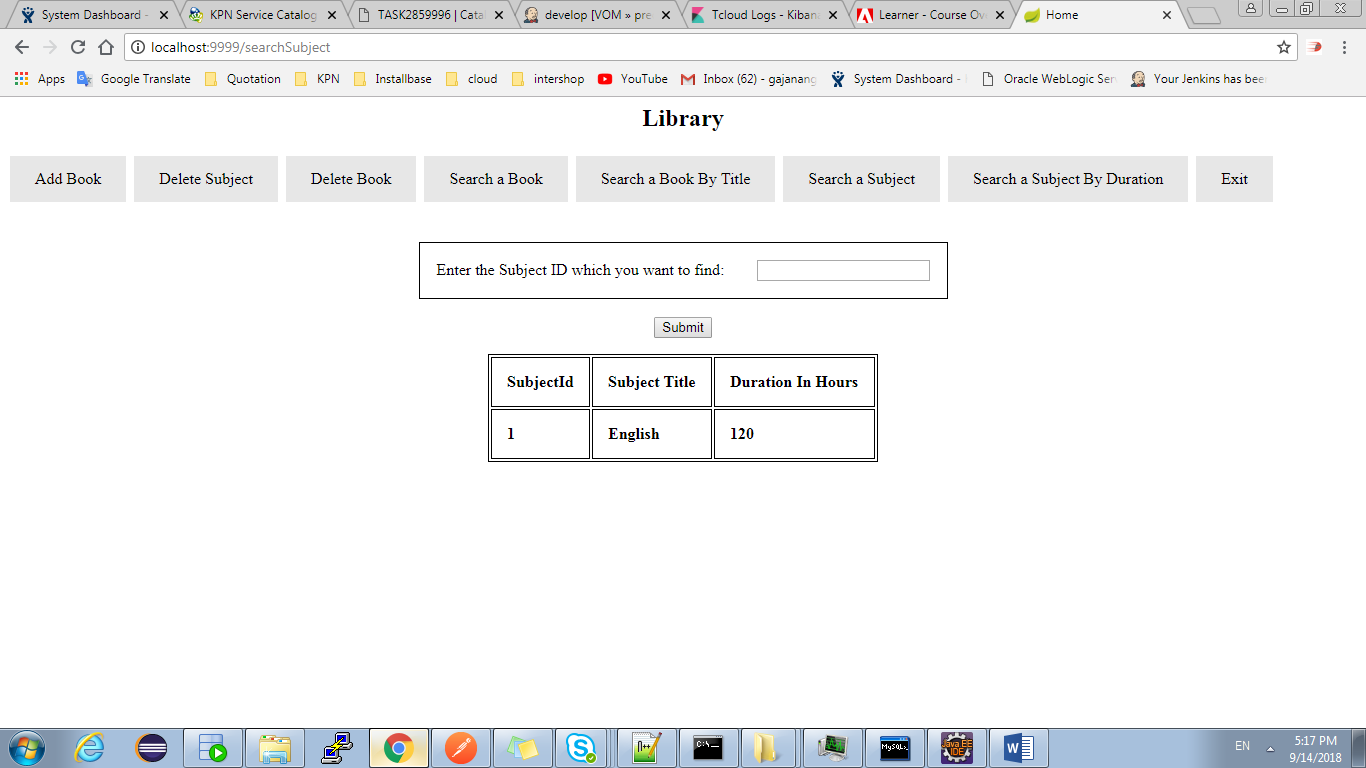 System Dashboard -
KPN Service Catalog
TASK2859996 | Cata
develop [VOM » pre
Tcloud Logs - Kiban
Learner - Course Ov
Home
localhost:9999/searchSubject
Apps
Google Translate
Quotation
KPN
Installbase
cloud
intershop
YouTube
Inbox (62) - gajanang
System Dashboard -
Oracle WebLogic Ser
Your Jenkins has bee
Library
Add Book
Delete Subject
Delete Book
Search a Book
Search a Book By Title
Search a Subject
Search a Subject By Duration
Exit
Enter the Subject ID which you want to find:
Submit
SubjectId Subject Title Duration In Hours
1 English 120
C:\_
MySQL>
Java EE
IDE
EN
5:17 PM
9/14/2018